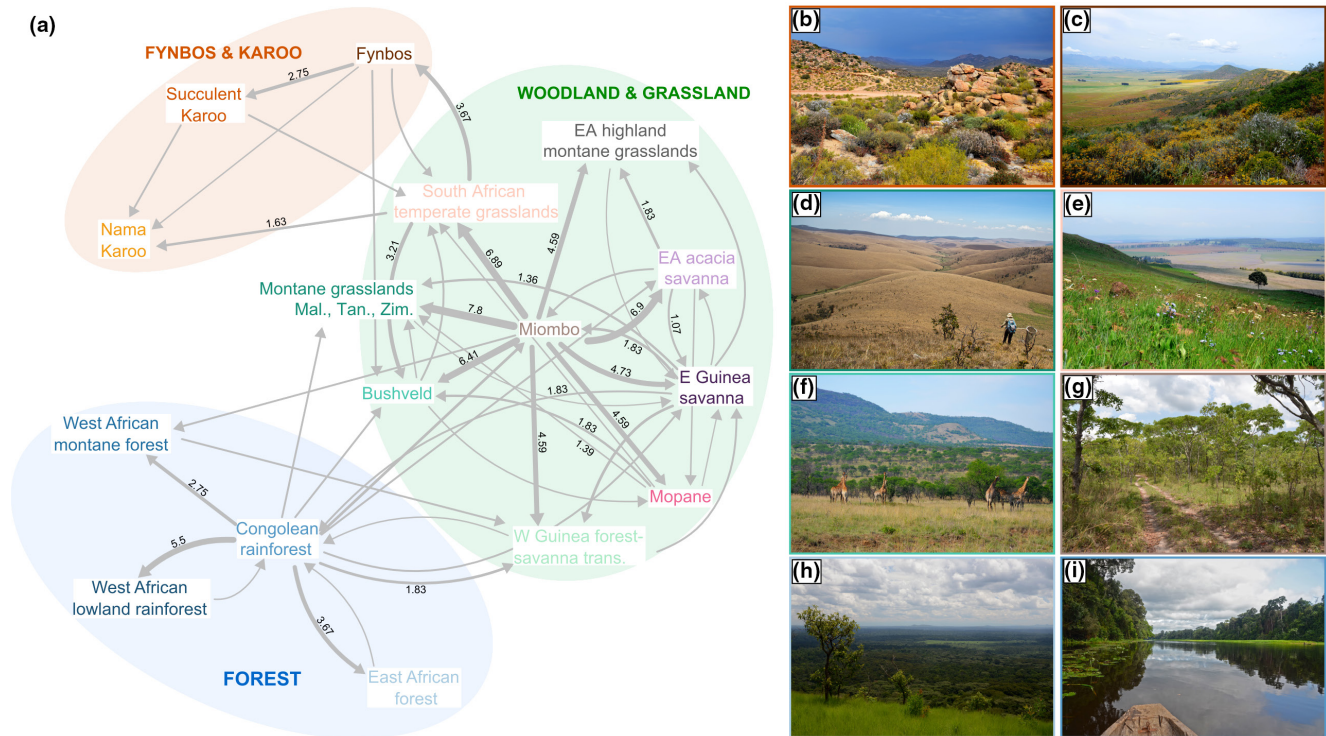 (a)
FYNBOS & KAROO
Fynbos
2.75
Succulent
Karoo
3.67
WOODLAND & GRASSLAND
EA highland
montane grasslands
South African
temperate grasslands
1.83
Nama
Karoo
1.63
3.21
6.89
4.59
EA acacia
savanna
1.36
Montane grasslands
Mal., Tan., Zim.
7.8
Miombo
6.9
1.07
1.83
6.41
4.73
E Guinea
savanna
Bushveld
1.83
4.59
West African
montane forest
1.83
1.39
4.59
2.75
Mopane
Congolean
rainforest
W Guinea forest-
savanna trans.
5.5
West African
lowland rainforest
1.83
3.67
FOREST
East African
forest
(b)
(c)
(d)
(e)
(f)
(g)
(h)
(i)